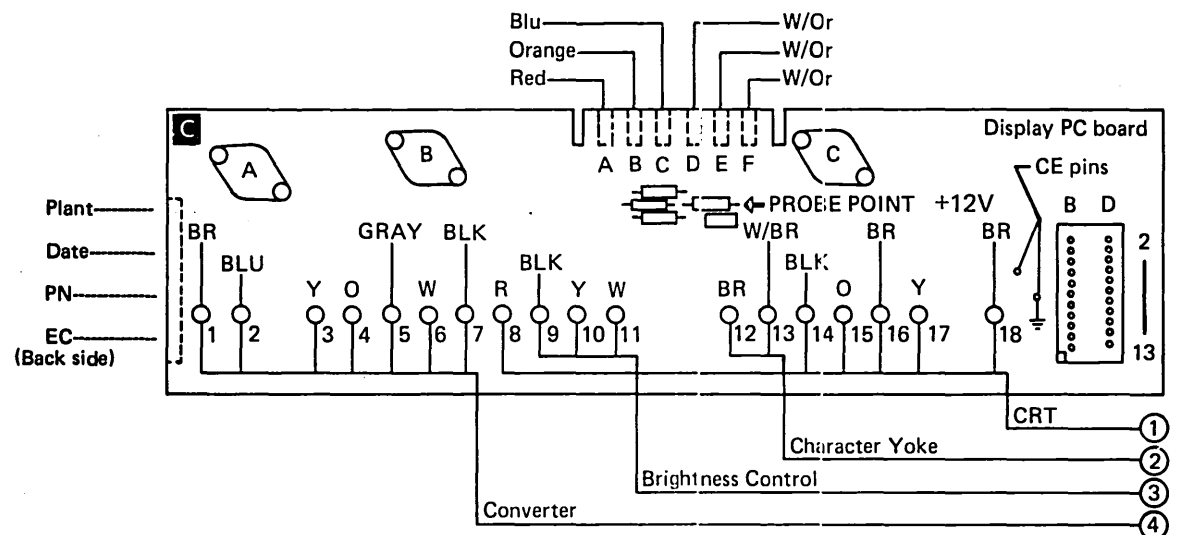 Blu W/Or
Orange W/Or
Red W/Or
C
Display PC board
A B C
A B C D E F
CE pins
PROBE POINT +12V
B D
Plant
BR GRAY BLK W/BR BR BR 2
Date
BLU BLK BLK
PN
Y O W R Y W BR O Y
1 2 3 4 5 6 7 8 9 10 11 12 13 14 15 16 17 18
EC
(Back side)
13
CRT 1
Character Yoke 2
Brightness Control 3
Converter 4